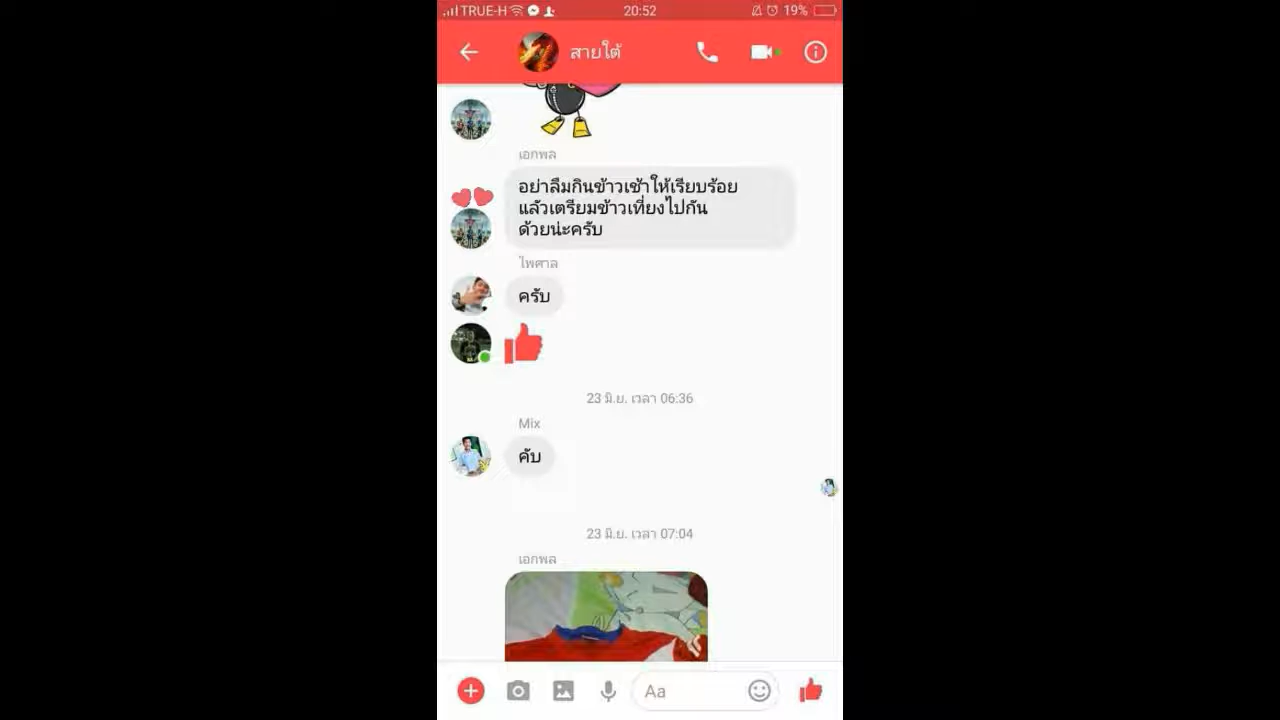 TRUE-H 20:52 19%
สายใต้
เอกพล
อย่าลืมกินข้าวเช้าให้เรียบร้อย
แล้วเตรียมข้าวเที่ยงไปกัน
ด้วยน่ะครับ
ไพศาล
ครับ
23 มิ.ย. เวลา 06:36
Mix
คับ
23 มิ.ย. เวลา 07:04
เอกพล
Aa